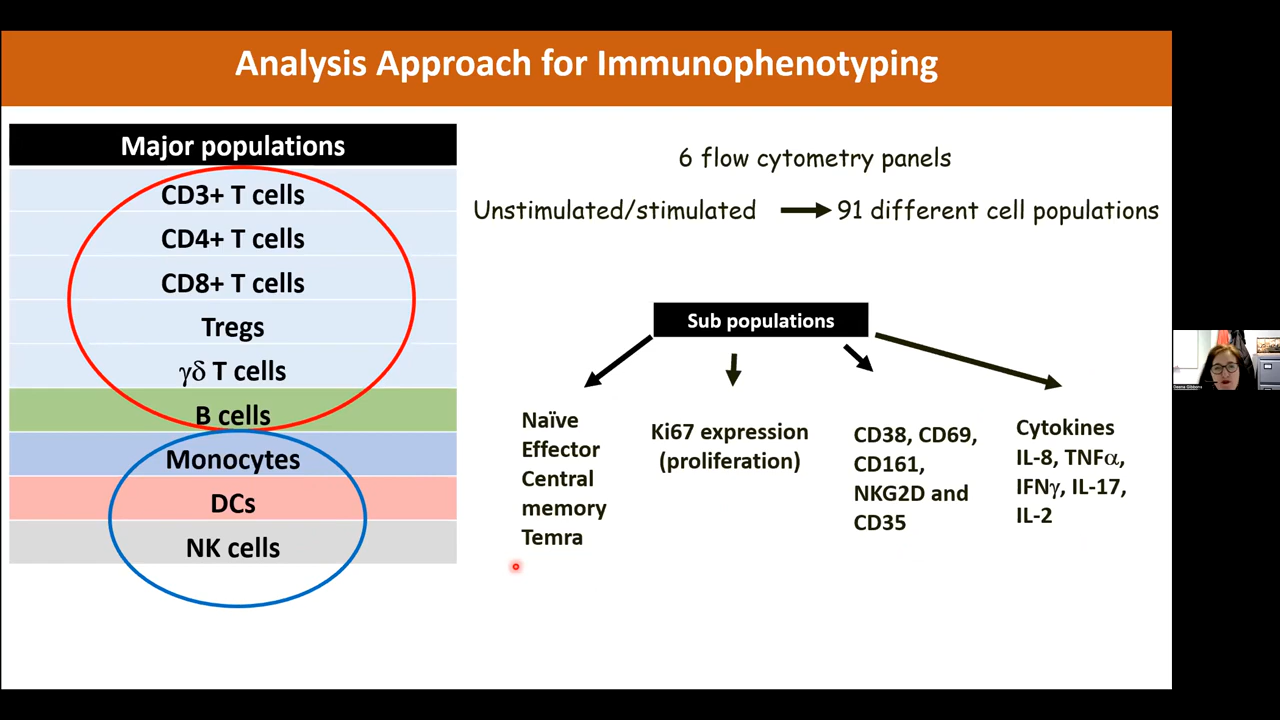 Analysis Approach for Immunophenotyping
Major populations
CD3+ T cells
CD4+ T cells
CD8+ T cells
Tregs
γδ T cells
B cells
Monocytes
DCs
NK cells
6 flow cytometry panels
Unstimulated/stimulated
91 different cell populations
Sub populations
Naïve
Effector
Central
memory
Temra
Ki67 expression
(proliferation)
CD38, CD69,
CD161,
NKG2D and
CD35
Cytokines
IL-8, TNFα,
IFNγ, IL-17,
IL-2